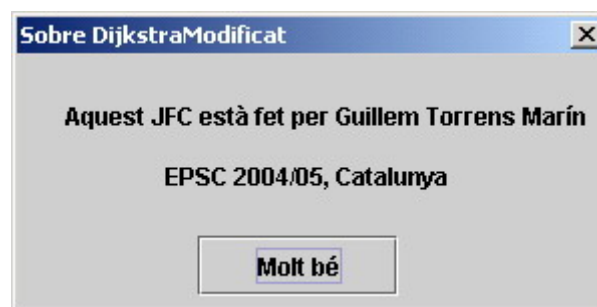 Sobre DijkstraModificat
Aquest JFC està fet per Guillem Torrens Marín
EPSC 2004/05, Catalunya
Molt bé